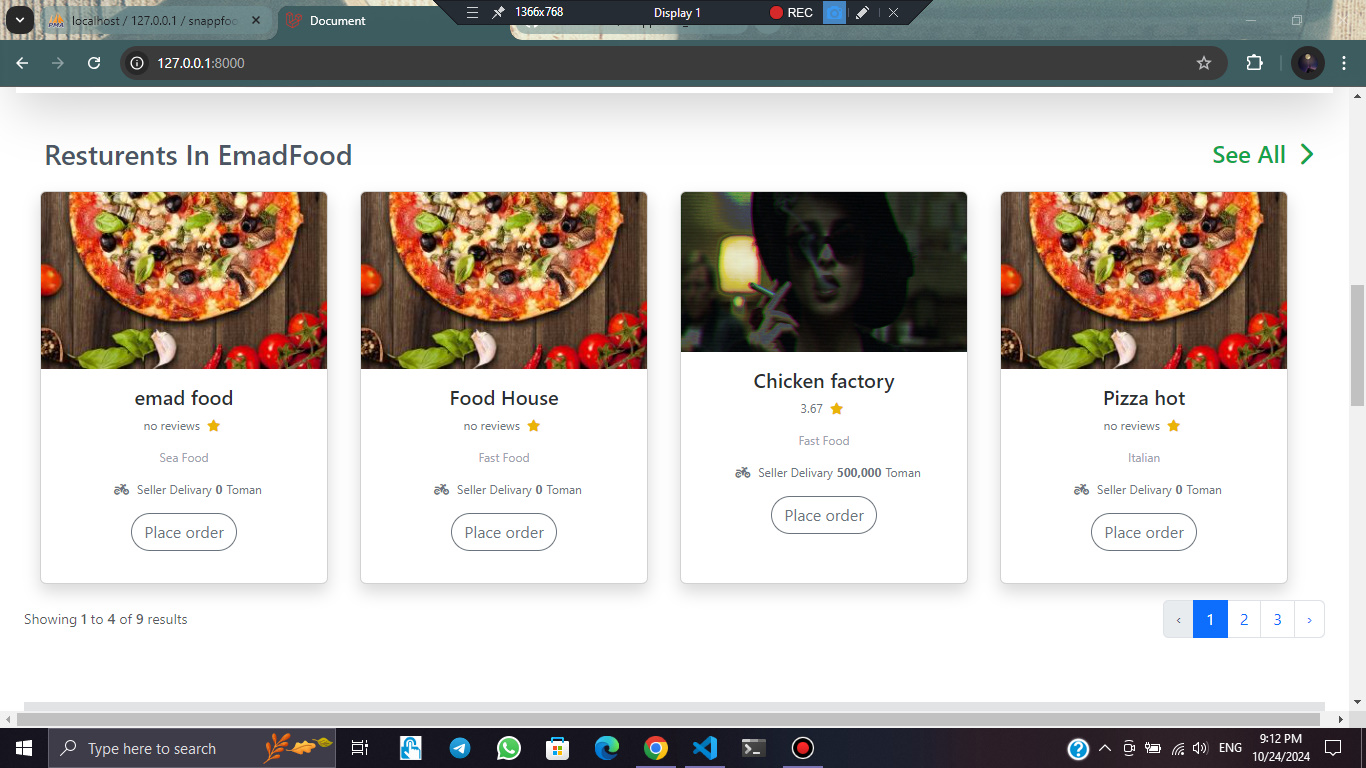 localhost / 127.0.0.1 / snappfoo
Document
1366x768
Display 1
REC
127.0.0.1:8000
Resturents In EmadFood
See All
emad food
no reviews
Sea Food
Seller Delivary 0 Toman
Place order
Food House
no reviews
Fast Food
Seller Delivary 0 Toman
Place order
Chicken factory
3.67
Fast Food
Seller Delivary 500,000 Toman
Place order
Pizza hot
no reviews
Italian
Seller Delivary 0 Toman
Place order
Showing 1 to 4 of 9 results
‹ 1 2 3 ›
Type here to search
ENG
9:12 PM
10/24/2024